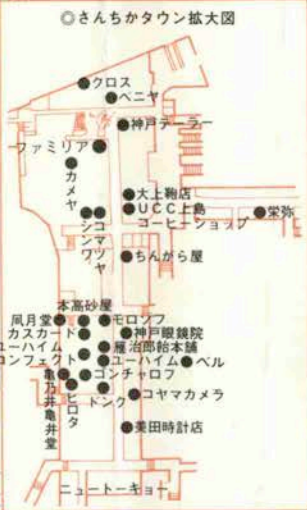 ◎さんちかタウン拡大図
●クロス
●ベニヤ
●神戸テーラー
ファミリア●
●カメヤ
●大上鞄店
●UCC上島
コーヒーショップ
●栄弥
●シンワ
●コマツヤ
●ちんがら屋
本高砂屋
凮月堂●
●モロゾフ
カスカード●
●神戸眼鏡院
ユーハイム
コンフェクト●
●雁治郎飴本舗
●ユーハイム
●ベル
●ゴンチャロフ
亀乃井亀井堂
●ヒロタ
ドンク
●コヤマカメラ
●美田時計店
ニュートーキョー